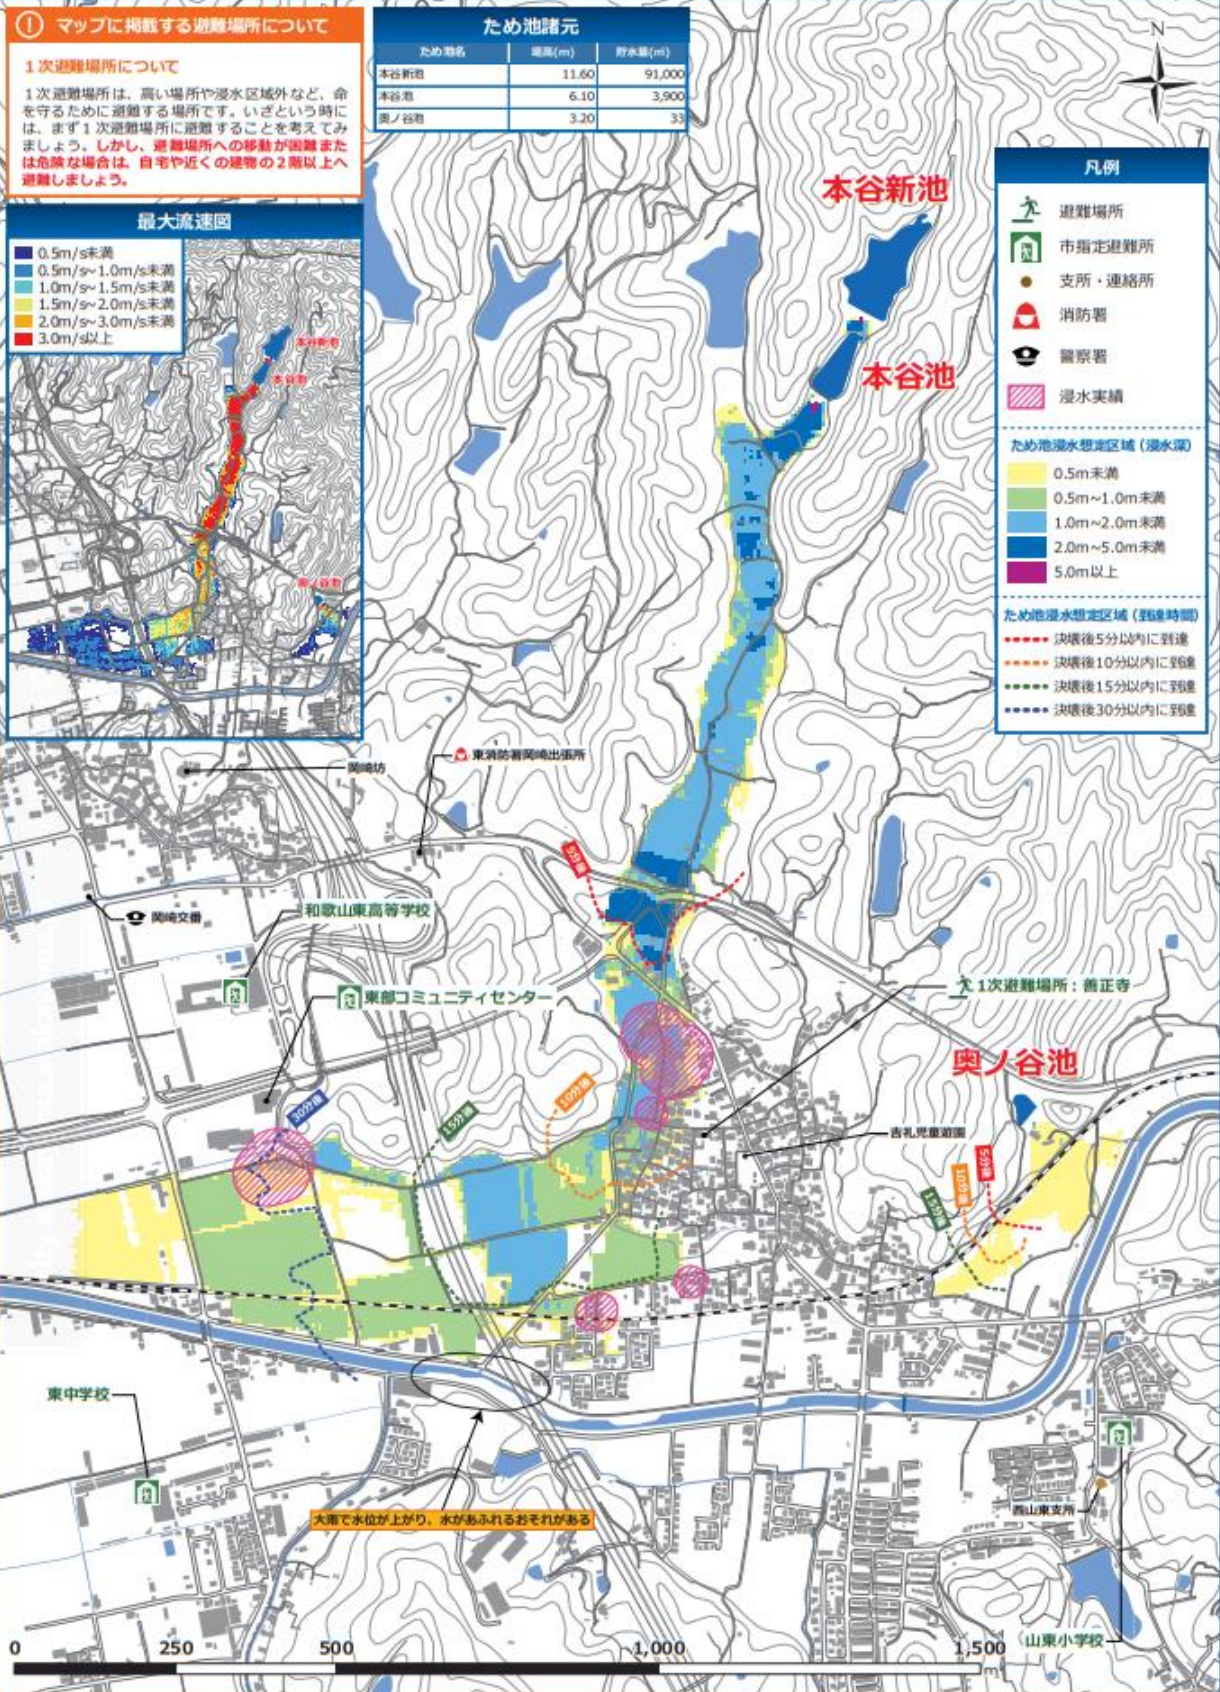 ! マップに掲載する避難場所について
1次避難場所について
1次避難場所は、高い場所や浸水区域外など、命
を守るために避難する場所です。いざという時に
は、まず1次避難場所に避難することを考えてみ
ましょう。しかし、避難場所への移動が困難また
は危険な場合は、自宅や近くの建物の2階以上へ
避難しましょう。
ため池諸元
ため池名 堤高(m) 貯水量(㎥)
本谷新池 11.60 91,000
本谷池 6.10 3,900
奥ノ谷池 3.20 33
N
最大流速図
0.5m/s未満
0.5m/s~1.0m/s未満
1.0m/s~1.5m/s未満
1.5m/s~2.0m/s未満
2.0m/s~3.0m/s未満
3.0m/s以上
本谷新池
本谷池
奥ノ谷池
凡例
避難場所
市指定避難所
支所・連絡所
消防署
警察署
浸水実績
ため池浸水想定区域（浸水深）
0.5m未満
0.5m~1.0m未満
1.0m~2.0m未満
2.0m~5.0m未満
5.0m以上
ため池浸水想定区域（到達時間）
決壊後5分以内に到達
決壊後10分以内に到達
決壊後15分以内に到達
決壊後30分以内に到達
本谷新池
本谷池
岡崎坊
東消防署岡崎出張所
5分後
岡崎交番
和歌山東高等学校
東部コミュニティセンター
1次避難場所：善正寺
奥ノ谷池
30分後
15分後
10分後
吉礼児童遊園
5分後
10分後
15分後
東中学校
大雨で水位が上がり、水があふれるおそれがある
西山東支所
山東小学校
0 250 500 1,000 1,500
m